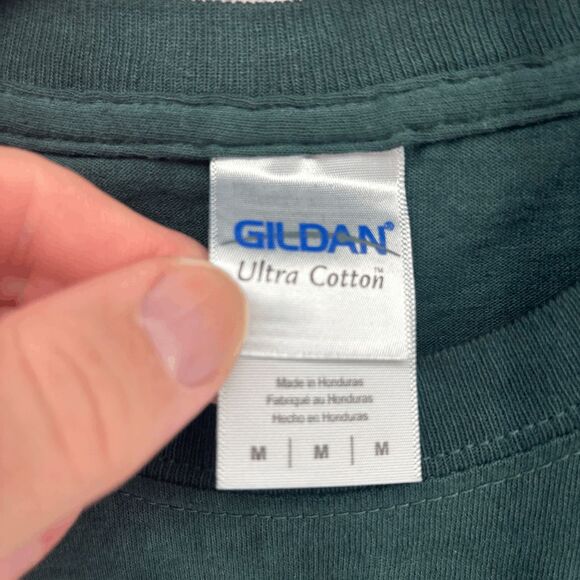 GILDAN®
Ultra Cotton™
Made in Honduras
Fabriqué au Honduras
Hecho en Honduras
M | M | M